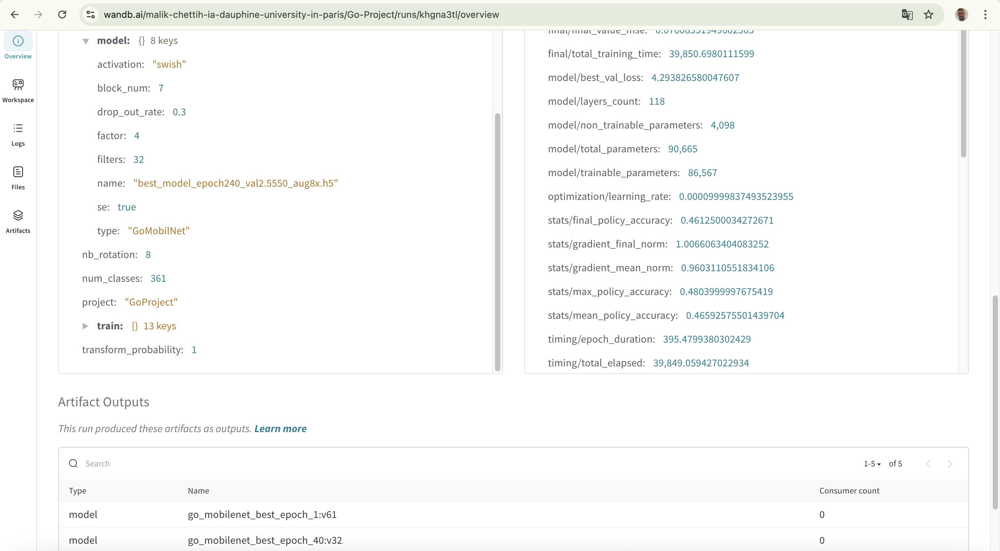 wandb.ai/malik-chettih-ia-dauphine-university-in-paris/Go-Project/runs/khgna3tl/overview
Overview
Workspace
Logs
Files
Artifacts
model: {} 8 keys
activation: "swish"
block_num: 7
drop_out_rate: 0.3
factor: 4
filters: 32
name: "best_model_epoch240_val2.5550_aug8x.h5"
se: true
type: "GoMobilNet"
nb_rotation: 8
num_classes: 361
project: "GoProject"
train: {} 13 keys
transform_probability: 1
final/final_value_mse: 0.07608351949602365
final/total_training_time: 39,850.6980111599
model/best_val_loss: 4.293826580047607
model/layers_count: 118
model/non_trainable_parameters: 4,098
model/total_parameters: 90,665
model/trainable_parameters: 86,567
optimization/learning_rate: 0.00009999837493523955
stats/final_policy_accuracy: 0.4612500034272671
stats/gradient_final_norm: 1.0066063404083252
stats/gradient_mean_norm: 0.9603110551834106
stats/max_policy_accuracy: 0.4803999997675419
stats/mean_policy_accuracy: 0.46592575501439704
timing/epoch_duration: 395.4799380302429
timing/total_elapsed: 39,849.059427022934
Artifact Outputs
This run produced these artifacts as outputs. Learn more
Search
1-5 of 5
Type Name Consumer count
model go_mobilenet_best_epoch_1:v61 0
model go_mobilenet_best_epoch_40:v32 0